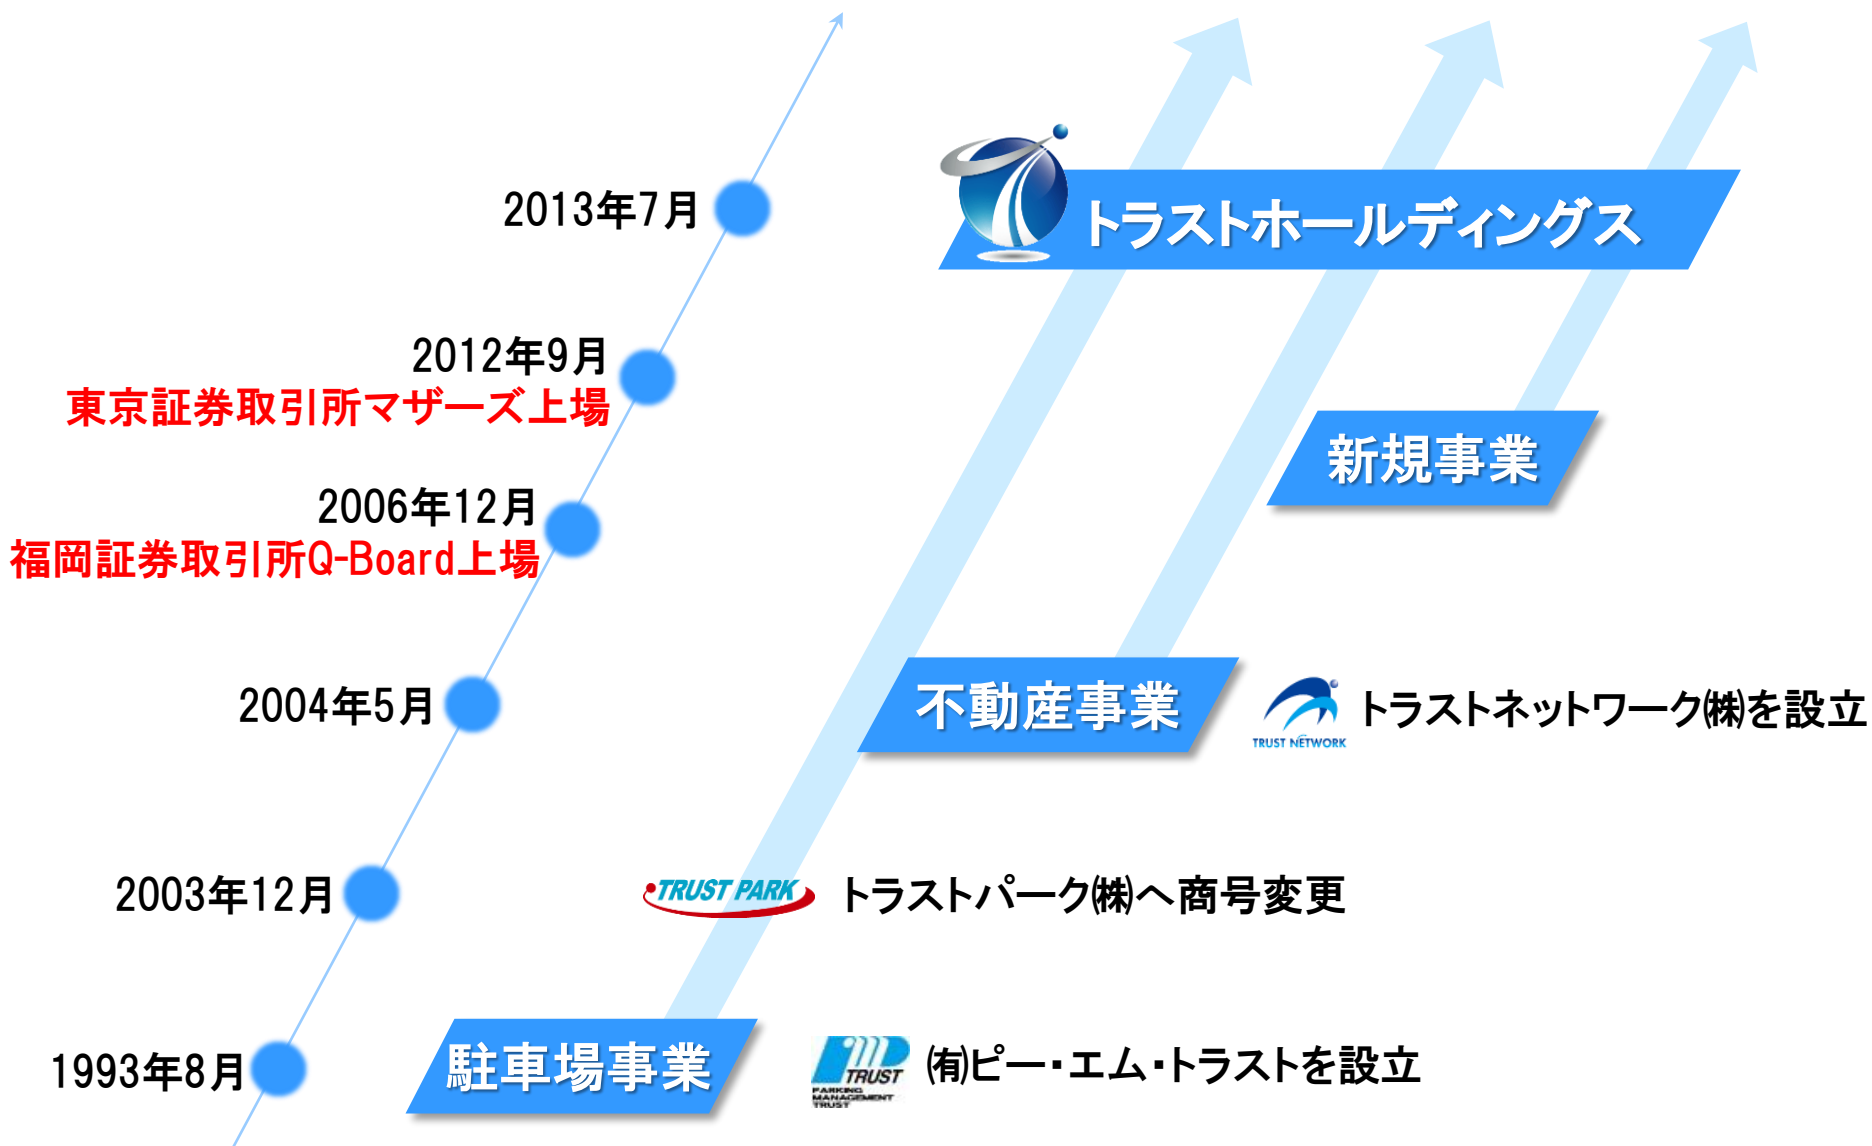 2013年7月
トラストホールディングス
2012年9月
東京証券取引所マザーズ上場
新規事業
2006年12月
福岡証券取引所Q-Board上場
2004年5月
不動産事業
TRUST NETWORK
トラストネットワーク㈱を設立
2003年12月
TRUST PARK
トラストパーク㈱へ商号変更
1993年8月
駐車場事業
TRUST
PARKING
MANAGEMENT
TRUST
㈲ピー・エム・トラストを設立